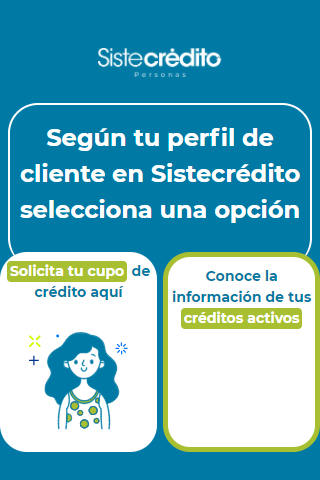 Sistecrédito
Personas
Según tu perfil de
cliente en Sistecrédito
selecciona una opción
Solicita tu cupo de
crédito aquí
Conoce la
información de tus
créditos activos